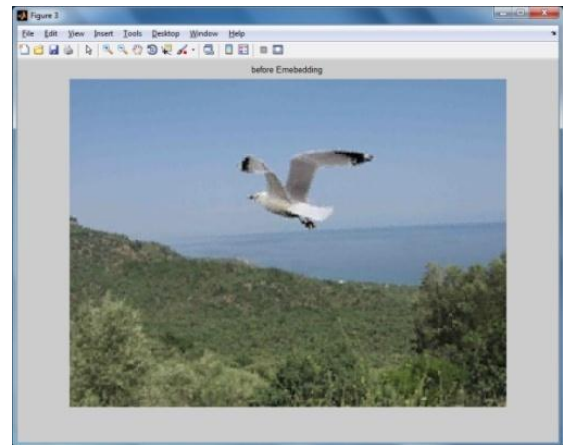 Figure 3
File Edit View Insert Tools Desktop Window Help
before Emebedding